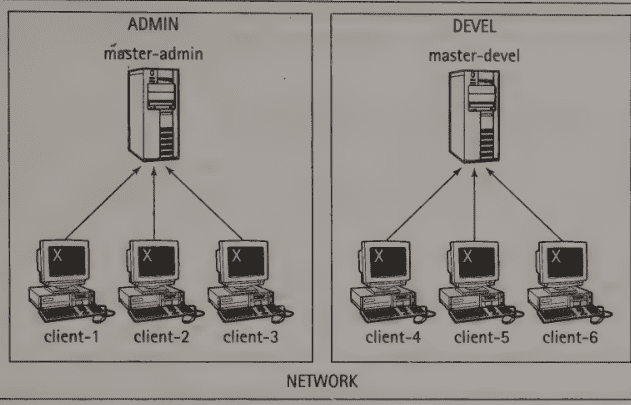 ADMIN
master-admin
X X X
client-1 client-2 client-3
DEVEL
master-devel
X X X
client-4 client-5 client-6
NETWORK